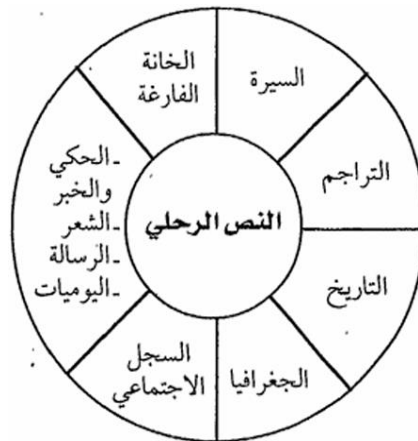 السيرة
التراجم
التاريخ
الجغرافيا
السجل
الاجتماعي
ـ الحكي
والخبر
ـ الشعر
ـ الرسالة
ـ اليوميات
الخانة
الفارغة
النص الرحلي